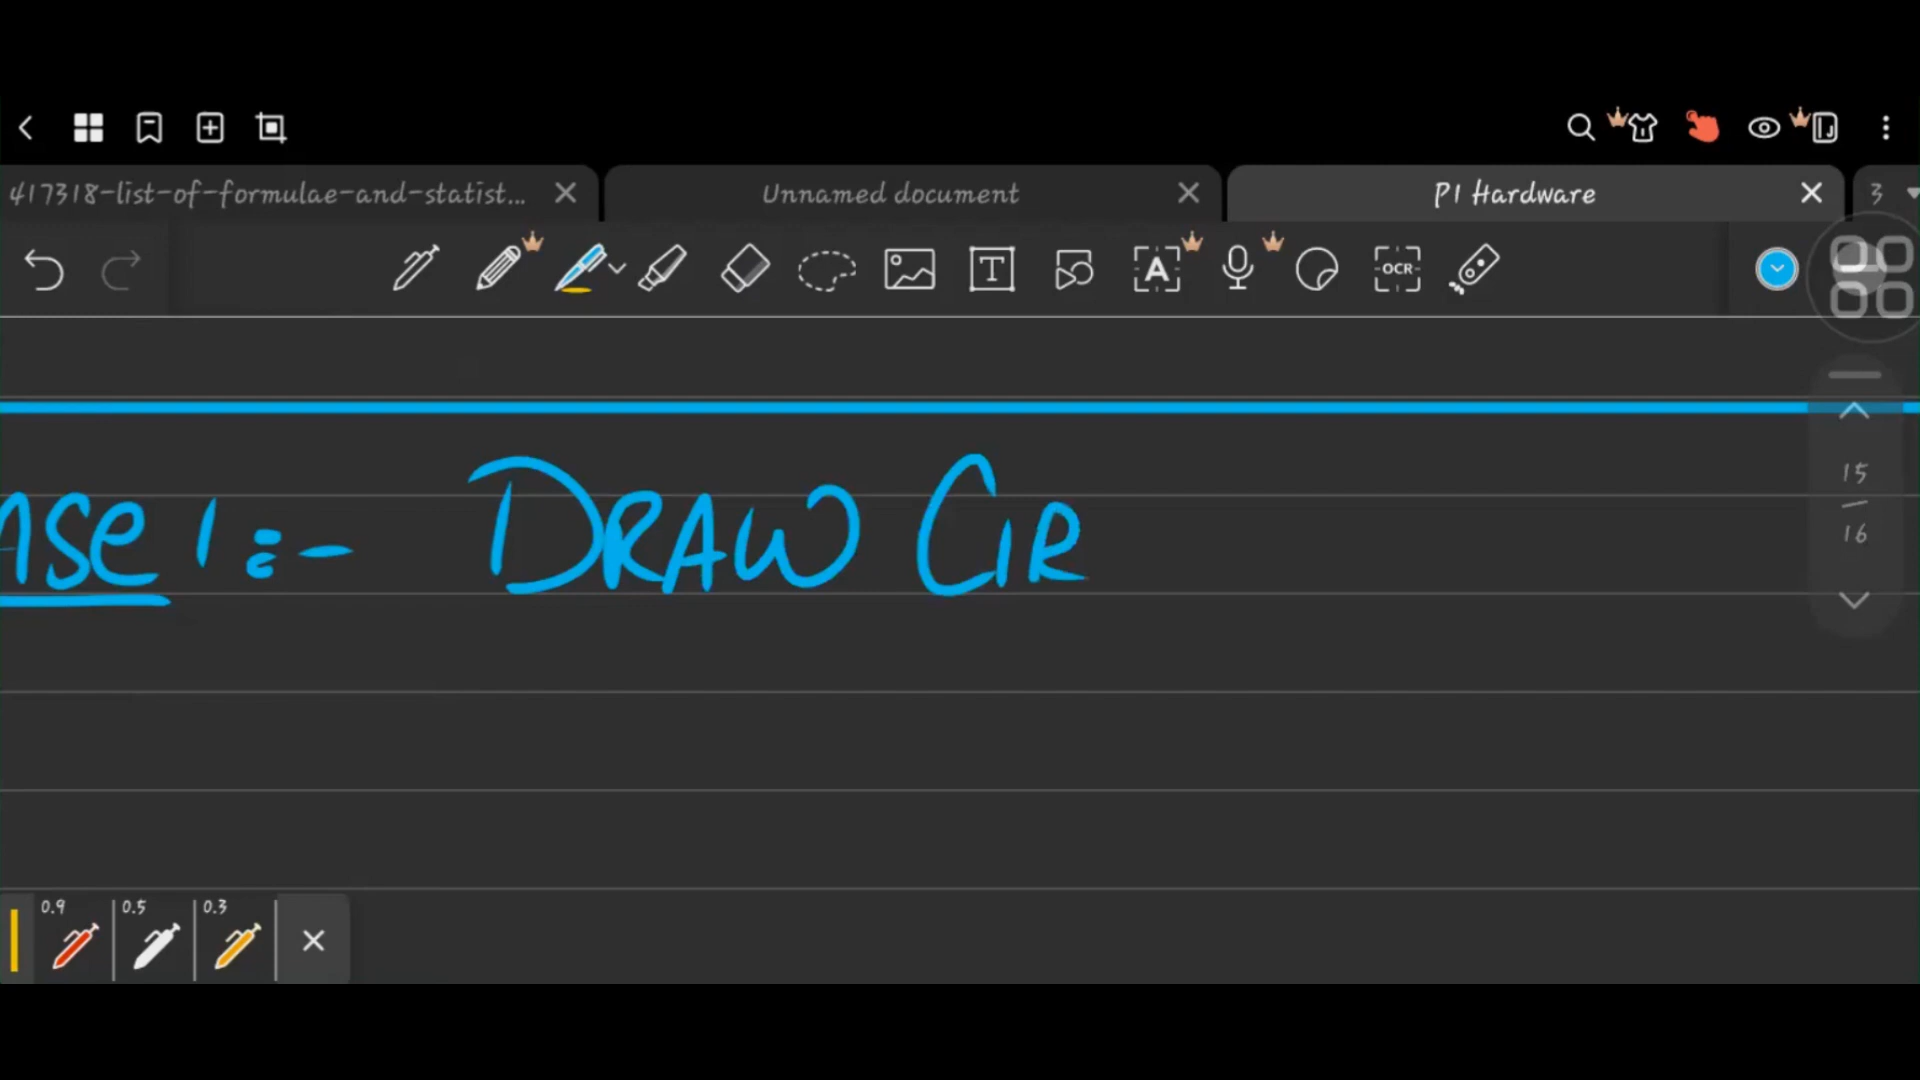 417318-list-of-formulae-and-statist...
Unnamed document
P1 Hardware
3
T
A
OCR
15
16
ASe 1 :- DRAW CIR
0.9
0.5
0.3